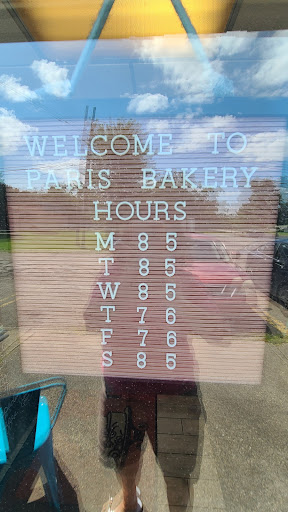 WELCOME TO
PARIS BAKERY
HOURS
M 8 5
T 8 5
W 8 5
T 7 6
F 7 6
S 8 5